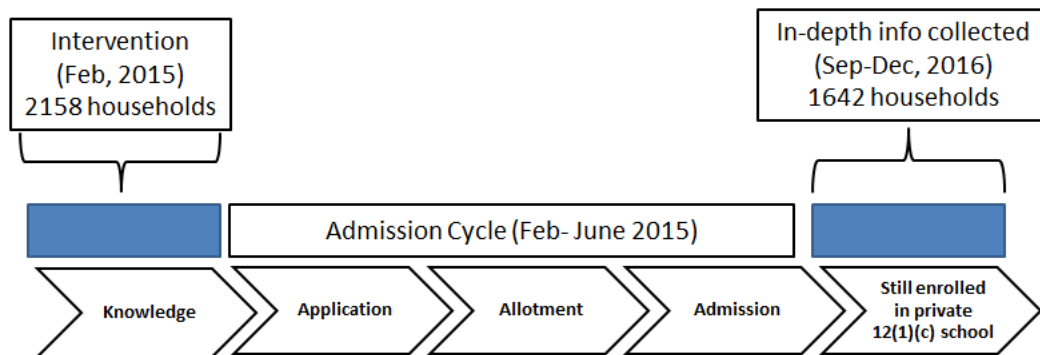 Intervention
(Feb, 2015)
2158 households
In-depth info collected
(Sep-Dec, 2016)
1642 households
Admission Cycle (Feb- June 2015)
Knowledge
Application
Allotment
Admission
Still enrolled
in private
12(1)(c) school